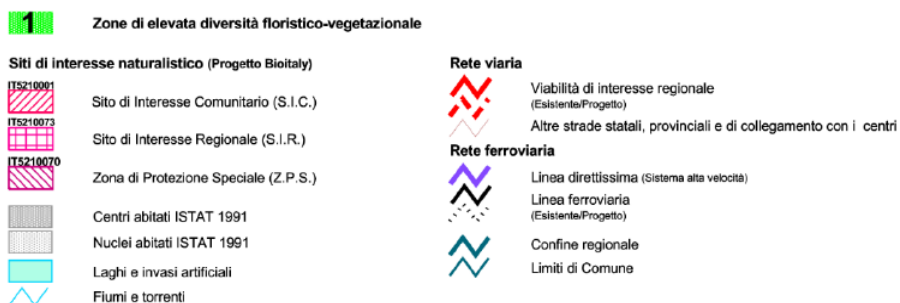 1 Zone di elevata diversità floristico-vegetazionale
Siti di interesse naturalistico (Progetto Bioitaly)
IT5210001
Sito di Interesse Comunitario (S.I.C.)
IT5210073
Sito di Interesse Regionale (S.I.R.)
IT5210070
Zona di Protezione Speciale (Z.P.S.)
Centri abitati ISTAT 1991
Nuclei abitati ISTAT 1991
Laghi e invasi artificiali
Fiumi e torrenti
Rete viaria
Viabilità di interesse regionale
(Esistente/Progetto)
Altre strade statali, provinciali e di collegamento con i centri
Rete ferroviaria
Linea direttissima (Sistema alta velocità)
Linea ferroviaria
(Esistente/Progetto)
Confine regionale
Limiti di Comune